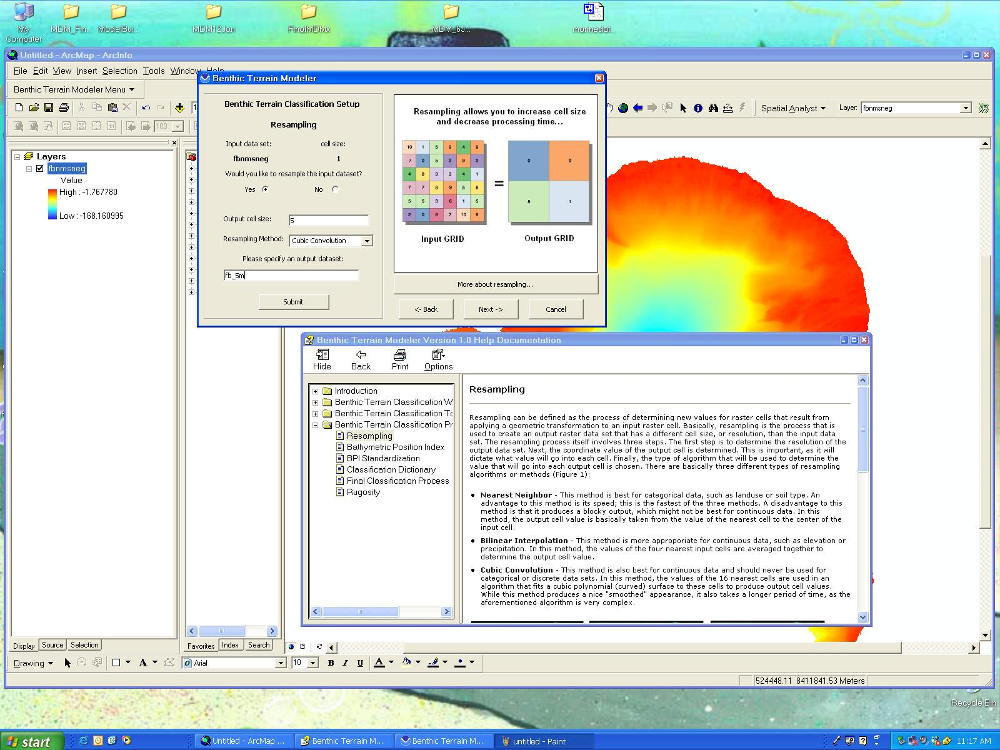 My
Computer
MDM_Fin...
ModelBui...
MDM12Jan
FinalMDMx
MDM_6J...
marinedat...
Untitled - ArcMap - ArcInfo
File Edit View Insert Selection Tools Window Help
Benthic Terrain Modeler Menu
100
Spatial Analyst
Layer: fbnmsneg
Layers
fbnmsneg
Value
High : -1.767780
Low : -168.160995
Display Source Selection
Favorites Index Search
Benthic Terrain Modeler
Benthic Terrain Classification Setup
Resampling
Input data set: cell size:
fbnmsneg 1
Would you like to resample the input dataset?
Yes No
Output cell size: 5
Resampling Method: Cubic Convolution
Please specify an output dataset:
fb_5m
Submit
Resampling allows you to increase cell size
and decrease processing time...
10 1 5 9 4 9
7 0 5 2 9 2
4 8 3 3 4 1
7 7 8 9 5 8
5 5 3 6 1 5
2 0 6 7 10 9
=
0 9
5 1
Input GRID Output GRID
More about resampling...
<- Back Next -> Cancel
Benthic Terrain Modeler Version 1.0 Help Documentation
Hide Back Print Options
Introduction
Benthic Terrain Classification W
Benthic Terrain Classification To
Benthic Terrain Classification Pr
Resampling
Bathymetric Position Index
BPI Standardization
Classification Dictionary
Final Classification Process
Rugosity
Resampling
Resampling can be defined as the process of determining new values for raster cells that result from
applying a geometric transformation to an input raster cell. Basically, resampling is the process that is
used to create an output raster data set that has a different cell size, or resolution, than the input data
set. The resampling process itself involves three steps. The first step is to determine the resolution of the
output data set. Next, the coordinate value of the output cell is determined. This is important, as it will
dictate what value will go into each cell. Finally, the type of algorithm that will be used to determine the
value that will go into each output cell is chosen. There are basically three different types of resampling
algorithms or methods (Figure 1):
• Nearest Neighbor - This method is best for categorical data, such as landuse or soil type. An
advantage to this method is its speed; this is the fastest of the three methods. A disadvantage to this
method is that it produces a blocky output, which might not be best for continuous data. In this
method, the output cell value is basically taken from the value of the nearest cell to the center of the
input cell.
• Bilinear Interpolation - This method is more approporiate for continuous data, such as elevation or
precipitation. In this method, the values of the four nearest input cells are averaged together to
determine the output cell value.
• Cubic Convolution - This method is also best for continuous data and should never be used for
categorical or discrete data sets. In this method, the values of the 16 nearest cells are used in an
algorithm that fits a cubic polynomial (curved) surface to these cells to produce output cell values.
While this method produces a nice "smoothed" appearance, it also takes a longer period of time, as the
aforementioned algorithm is very complex.
Drawing A Arial 10 B I U A
524448.11 8411841.53 Meters
Recycle Bin
start
Untitled - ArcMap ...
Benthic Terrain M...
Benthic Terrain M...
untitled - Paint
11:17 AM